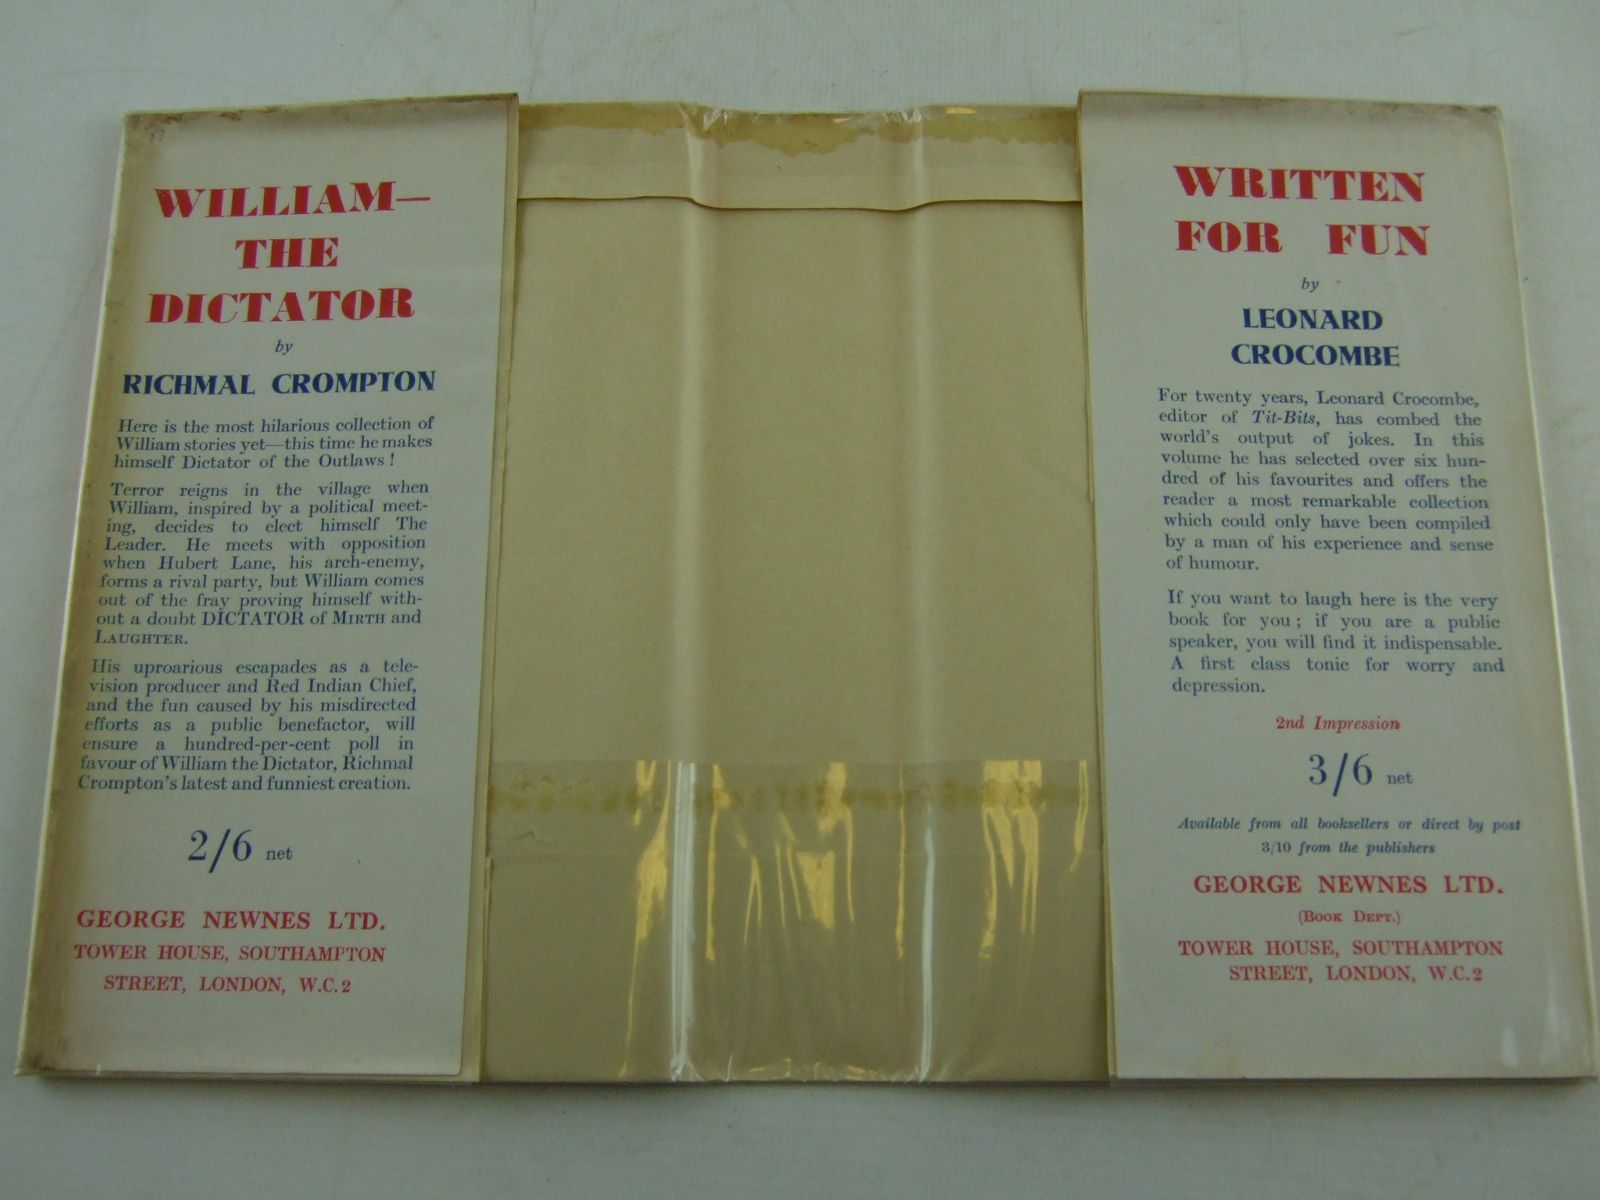 WILLIAM—
THE
DICTATOR
by
RICHMAL CROMPTON
Here is the most hilarious collection of
William stories yet—this time he makes
himself Dictator of the Outlaws !
Terror reigns in the village when
William, inspired by a political meet-
ing, decides to elect himself The
Leader. He meets with opposition
when Hubert Lane, his arch-enemy,
forms a rival party, but William comes
out of the fray proving himself with-
out a doubt DICTATOR of MIRTH and
LAUGHTER.
His uproarious escapades as a tele-
vision producer and Red Indian Chief,
and the fun caused by his misdirected
efforts as a public benefactor, will
ensure a hundred-per-cent poll in
favour of William the Dictator, Richmal
Crompton's latest and funniest creation.
2/6 net
GEORGE NEWNES LTD.
TOWER HOUSE, SOUTHAMPTON
STREET, LONDON, W.C.2
WRITTEN
FOR FUN
by
LEONARD
CROCOMBE
For twenty years, Leonard Crocombe,
editor of Tit-Bits, has combed the
world's output of jokes. In this
volume he has selected over six hun-
dred of his favourites and offers the
reader a most remarkable collection
which could only have been compiled
by a man of his experience and sense
of humour.
If you want to laugh here is the very
book for you ; if you are a public
speaker, you will find it indispensable.
A first class tonic for worry and
depression.
2nd Impression
3/6 net
Available from all booksellers or direct by post
3/10 from the publishers
GEORGE NEWNES LTD.
(BOOK DEPT.)
TOWER HOUSE, SOUTHAMPTON
STREET, LONDON, W.C.2